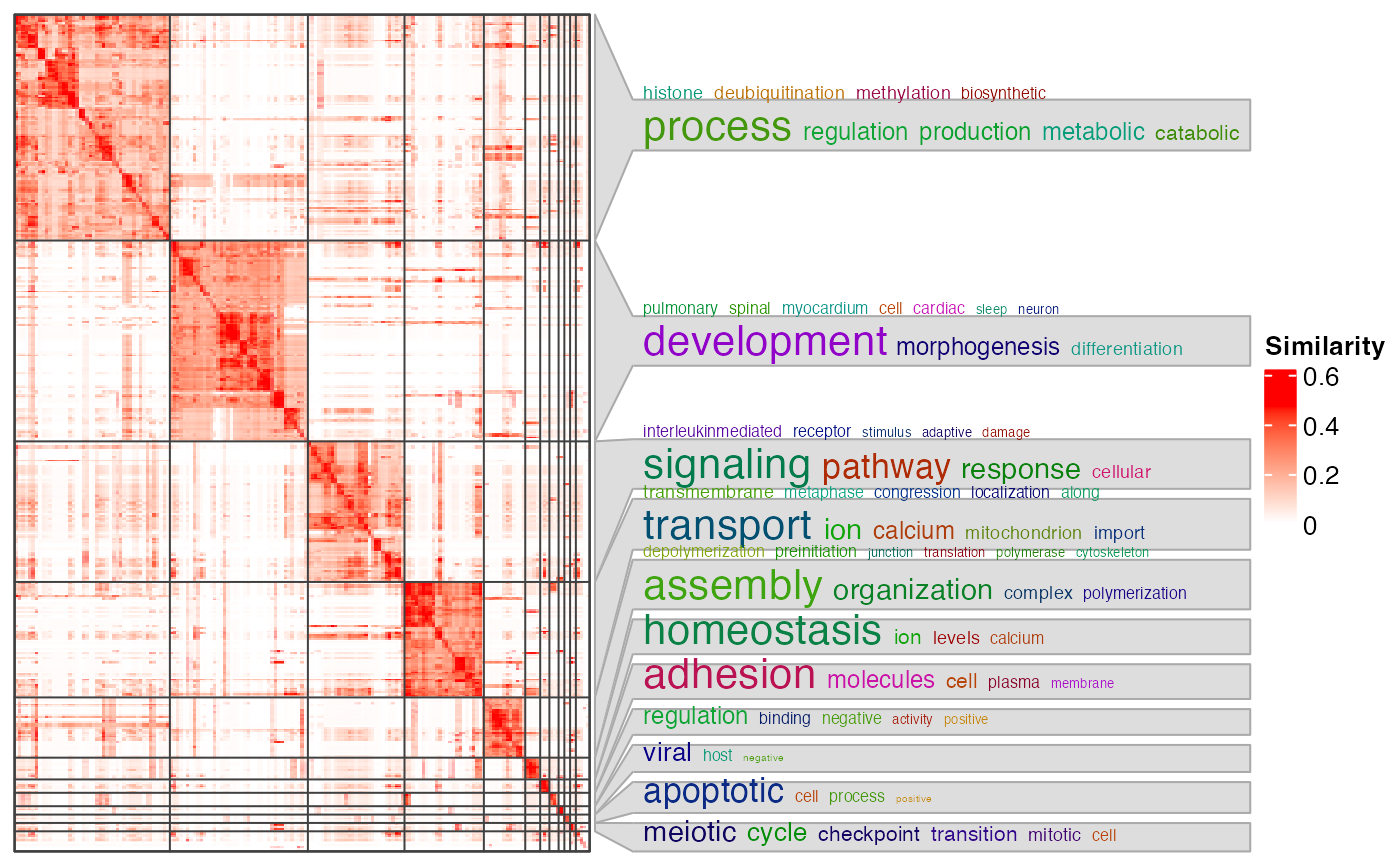 histone deubiquitination methylation biosynthetic
process regulation production metabolic catabolic
pulmonary spinal myocardium cell cardiac sleep neuron
development morphogenesis differentiation
Similarity
0.6
0.4
0.2
0
interleukinmediated receptor stimulus adaptive damage
signaling pathway response cellular
transmembrane metaphase congression localization along
transport ion calcium mitochondrion import
depolymerization preinitiation junction translation polymerase cytoskeleton
assembly organization complex polymerization
homeostasis ion levels calcium
adhesion molecules cell plasma membrane
regulation binding negative activity positive
viral host negative
apoptotic cell process positive
meiotic cycle checkpoint transition mitotic cell